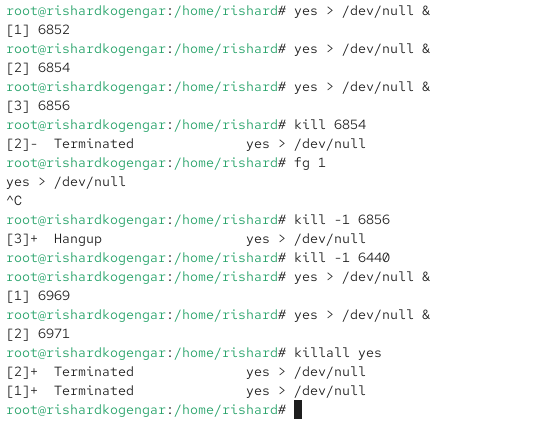 root@rishardkogengar:/home/rishard# yes > /dev/null &
[1] 6852
root@rishardkogengar:/home/rishard# yes > /dev/null &
[2] 6854
root@rishardkogengar:/home/rishard# yes > /dev/null &
[3] 6856
root@rishardkogengar:/home/rishard# kill 6854
[2]-  Terminated              yes > /dev/null
root@rishardkogengar:/home/rishard# fg 1
yes > /dev/null
^C
root@rishardkogengar:/home/rishard# kill -1 6856
[3]+  Hangup                  yes > /dev/null
root@rishardkogengar:/home/rishard# kill -1 6440
root@rishardkogengar:/home/rishard# yes > /dev/null &
[1] 6969
root@rishardkogengar:/home/rishard# yes > /dev/null &
[2] 6971
root@rishardkogengar:/home/rishard# killall yes
[2]+  Terminated              yes > /dev/null
[1]+  Terminated              yes > /dev/null
root@rishardkogengar:/home/rishard#